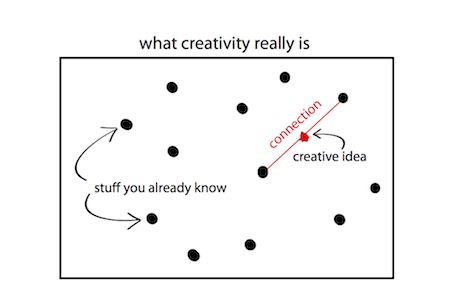 what creativity really is
connection
creative idea
stuff you already know